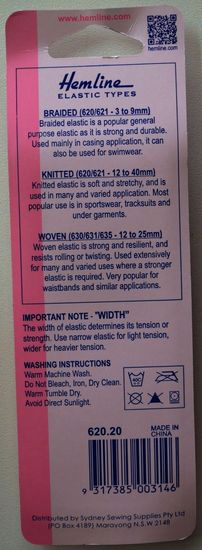 hemline.com
Hemline
ELASTIC TYPES
BRAIDED (620/621 - 3 to 9mm)
Braided elastic is a popular general
purpose elastic as it is strong and durable.
Used mainly in casing application, it can
also be used for swimwear.
KNITTED (620/621 - 12 to 40mm)
Knitted elastic is soft and stretchy, and is
used in many and varied application. Most
popular use is in sportswear, tracksuits and
under garments.
WOVEN (630/631/635 - 12 to 25mm)
Woven elastic is strong and resilient, and
resists rolling or twisting. Used extensively
for many and varied uses where a stronger
elastic is required. Very popular for
waistbands and similar applications.
IMPORTANT NOTE - "WIDTH"
The width of elastic determines its tension or
strength. Use narrow elastic for light tension,
wider for heavier tension.
WASHING INSTRUCTIONS
Warm Machine Wash.
Do Not Bleach, Iron, Dry Clean.
Warm Tumble Dry.
Avoid Direct Sunlight.
620.20
MADE IN
CHINA
9 317385 003146
Distributed by Sydney Sewing Supplies Pty Ltd
(PO Box 4189) Marayong N.S.W 2148